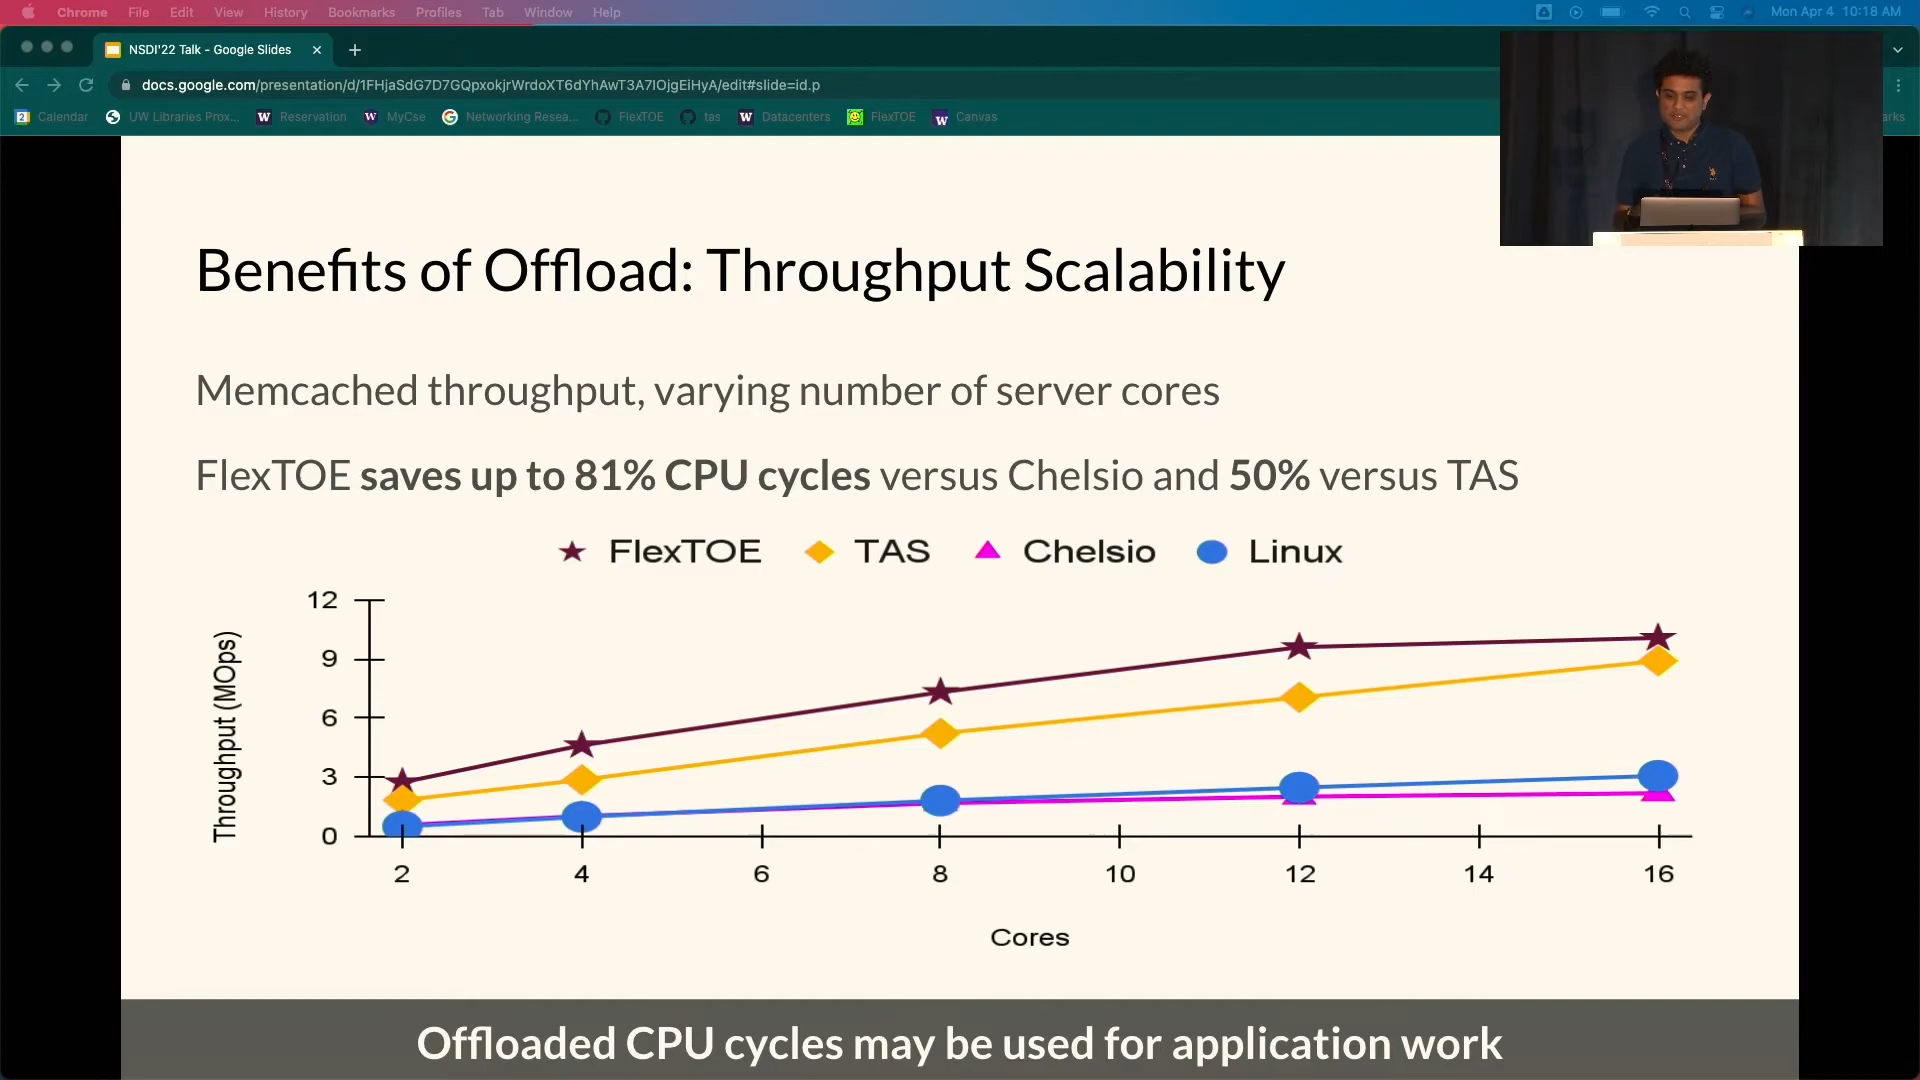 Chrome File Edit View History Bookmarks Profiles Tab Window Help
Mon Apr 4 10:18 AM
NSDI'22 Talk - Google Slides
docs.google.com/presentation/d/1FHjaSdG7D7GQpxokjrWrdoXT6dYhAwT3A7IOjgEiHyA/edit#slide=id.p
Calendar UW Libraries Prox... Reservation MyCse Networking Resea... FlexTOE tas Datacenters FlexTOE Canvas
Benefits of Offload: Throughput Scalability
Memcached throughput, varying number of server cores
FlexTOE saves up to 81% CPU cycles versus Chelsio and 50% versus TAS
FlexTOE TAS Chelsio Linux
Throughput (MOps)
12
9
6
3
0
2 4 6 8 10 12 14 16
Cores
Offloaded CPU cycles may be used for application work